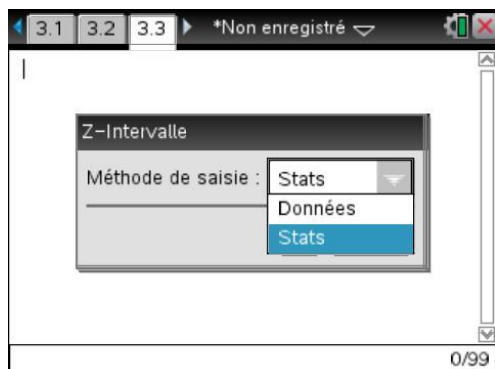 3.1 3.2 3.3 *Non enregistré
Z-Intervalle
Méthode de saisie : Stats
Données
Stats
0/99